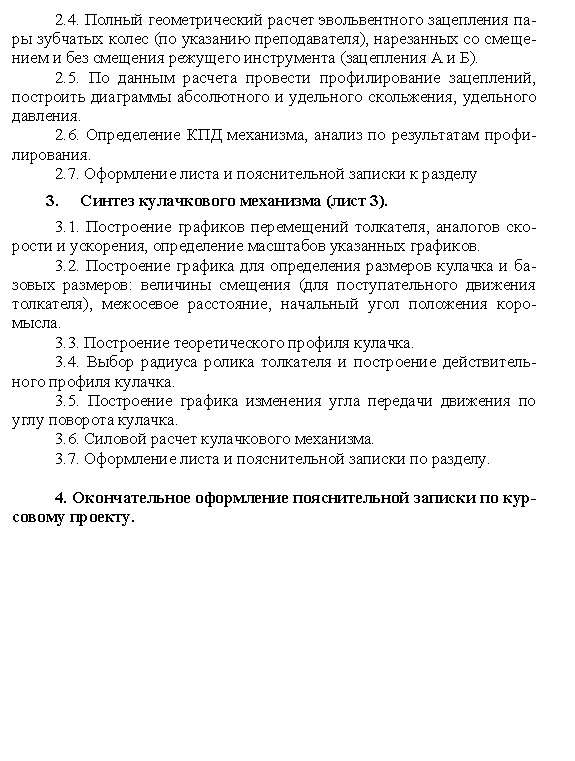 2.4. Полный геометрический расчет эвольвентного зацепления па-
ры зубчатых колес (по указанию преподавателя), нарезанных со смеще-
нием и без смещения режущего инструмента (зацепления А и Б).
2.5. По данным расчета провести профилирование зацеплений,
построить диаграммы абсолютного и удельного скольжения, удельного
давления.
2.6. Определение КПД механизма, анализ по результатам профи-
лирования.
2.7. Оформление листа и пояснительной записки к разделу
3. Синтез кулачкового механизма (лист 3).
3.1. Построение графиков перемещений толкателя, аналогов ско-
рости и ускорения, определение масштабов указанных графиков.
3.2. Построение графика для определения размеров кулачка и ба-
зовых размеров: величины смещения (для поступательного движения
толкателя), межосевое расстояние, начальный угол положения коро-
мысла.
3.3. Построение теоретического профиля кулачка.
3.4. Выбор радиуса ролика толкателя и построение действитель-
ного профиля кулачка.
3.5. Построение графика изменения угла передачи движения по
углу поворота кулачка.
3.6. Силовой расчет кулачкового механизма.
3.7. Оформление листа и пояснительной записки по разделу.
4. Окончательное оформление пояснительной записки по кур-
совому проекту.